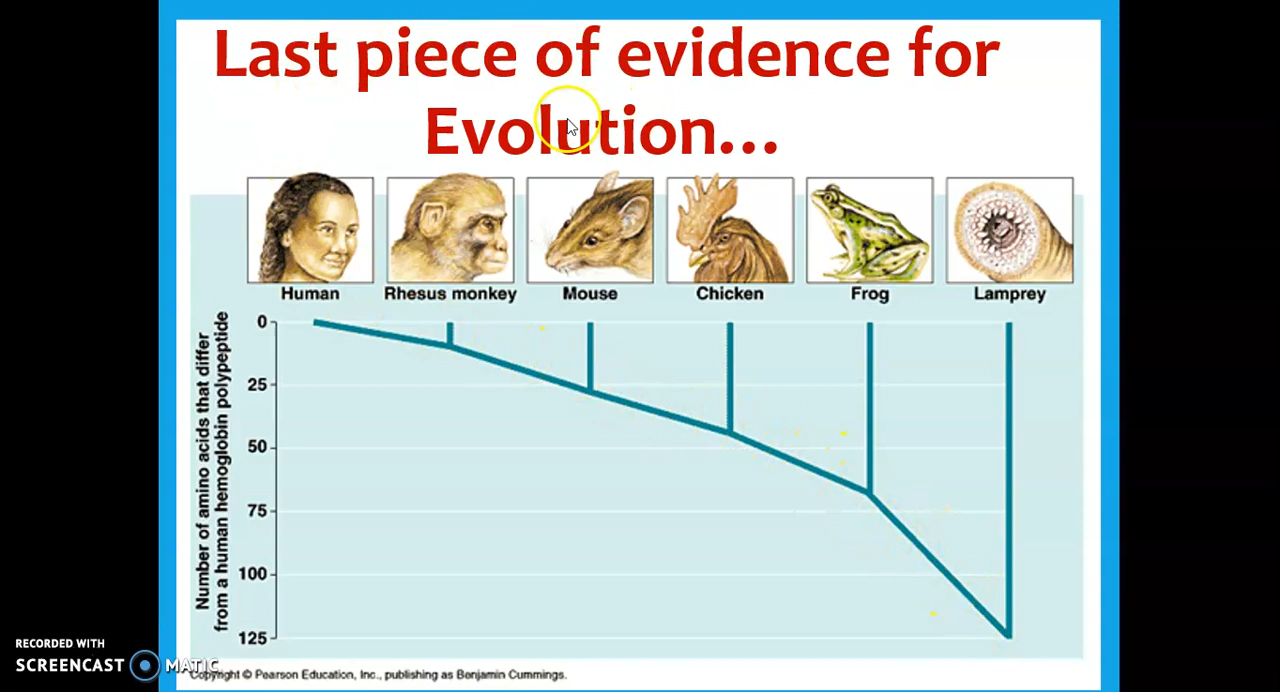 Last piece of evidence for
Evolution...
Human
Rhesus monkey
Mouse
Chicken
Frog
Lamprey
Number of amino acids that differ
from a human hemoglobin polypeptide
0
25
50
75
100
125
RECORDED WITH
SCREENCAST MATIC
Copyright © Pearson Education, Inc., publishing as Benjamin Cummings.